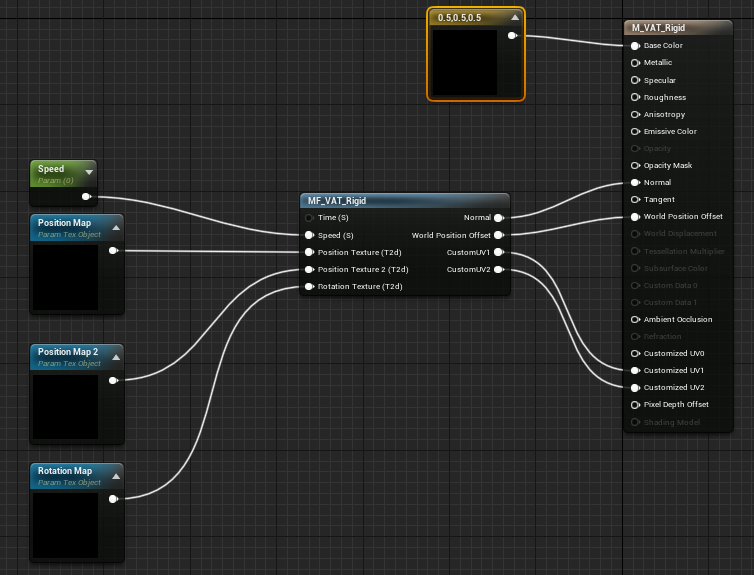 0.5,0.5,0.5
M_VAT_Rigid
Base Color
Metallic
Specular
Roughness
Anisotropy
Emissive Color
Opacity
Opacity Mask
Normal
Tangent
World Position Offset
World Displacement
Tessellation Multiplier
Subsurface Color
Custom Data 0
Custom Data 1
Ambient Occlusion
Refraction
Customized UV0
Customized UV1
Customized UV2
Pixel Depth Offset
Shading Model
Speed
Param (0)
Position Map
Param Tex Object
Position Map 2
Param Tex Object
Rotation Map
Param Tex Object
MF_VAT_Rigid
Time (S)
Normal
Speed (S)
World Position Offset
Position Texture (T2d)
CustomUV1
Position Texture 2 (T2d)
CustomUV2
Rotation Texture (T2d)